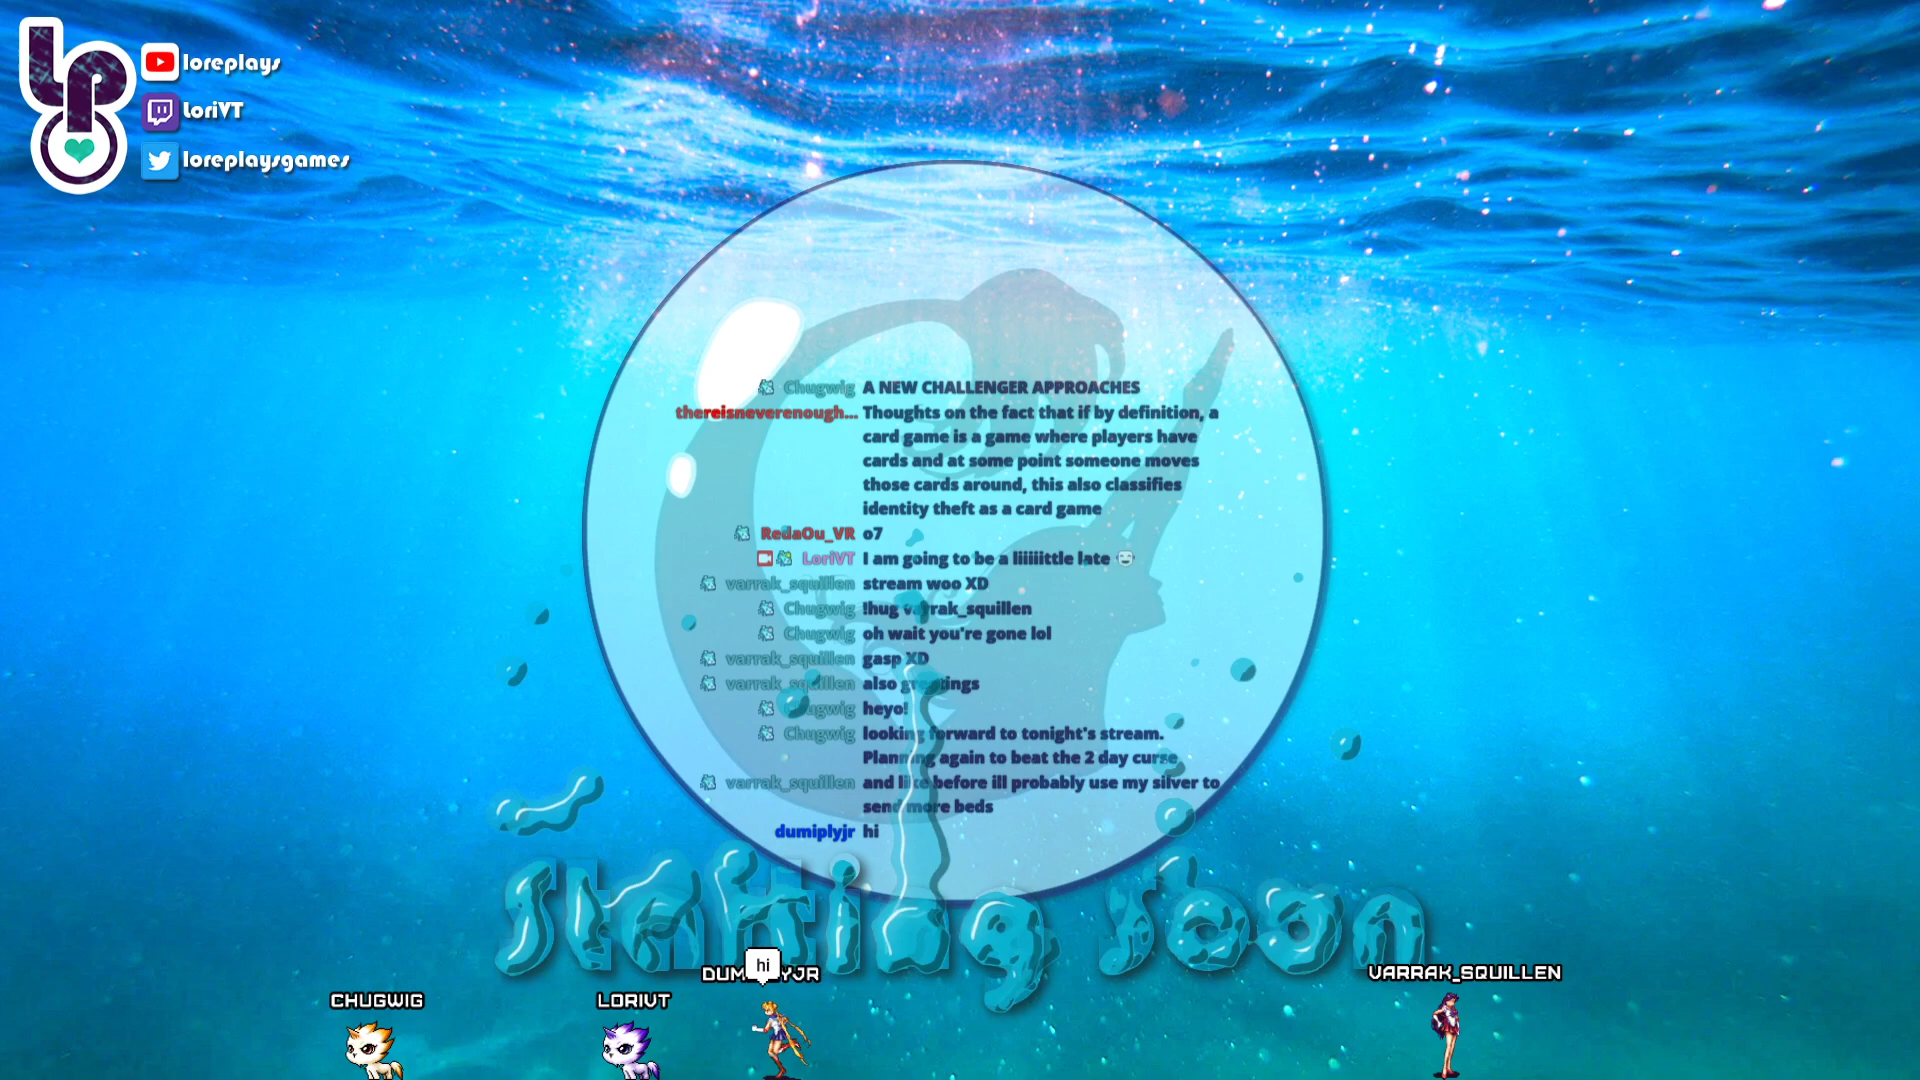 loreplays
LoriVT
loreplaysgames
Chugwig A NEW CHALLENGER APPROACHES
thereisneverenough... Thoughts on the fact that if by definition, a
card game is a game where players have
cards and at some point someone moves
those cards around, this also classifies
identity theft as a card game
RedaOu_VR o7
LoriVT I am going to be a liiiiiittle late
varrak_squillen stream woo XD
Chugwig !hug varrak_squillen
Chugwig oh wait you're gone lol
varrak_squillen gasp XD
varrak_squillen also greetings
Chugwig heyo!
Chugwig looking forward to tonight's stream.
Planning again to beat the 2 day curse
varrak_squillen and like before ill probably use my silver to
send more beds
dumiplyjr hi
Starting Soon
hi
DUMIPLYJR
VARRAK_SQUILLEN
CHUGWIG
LORIVT